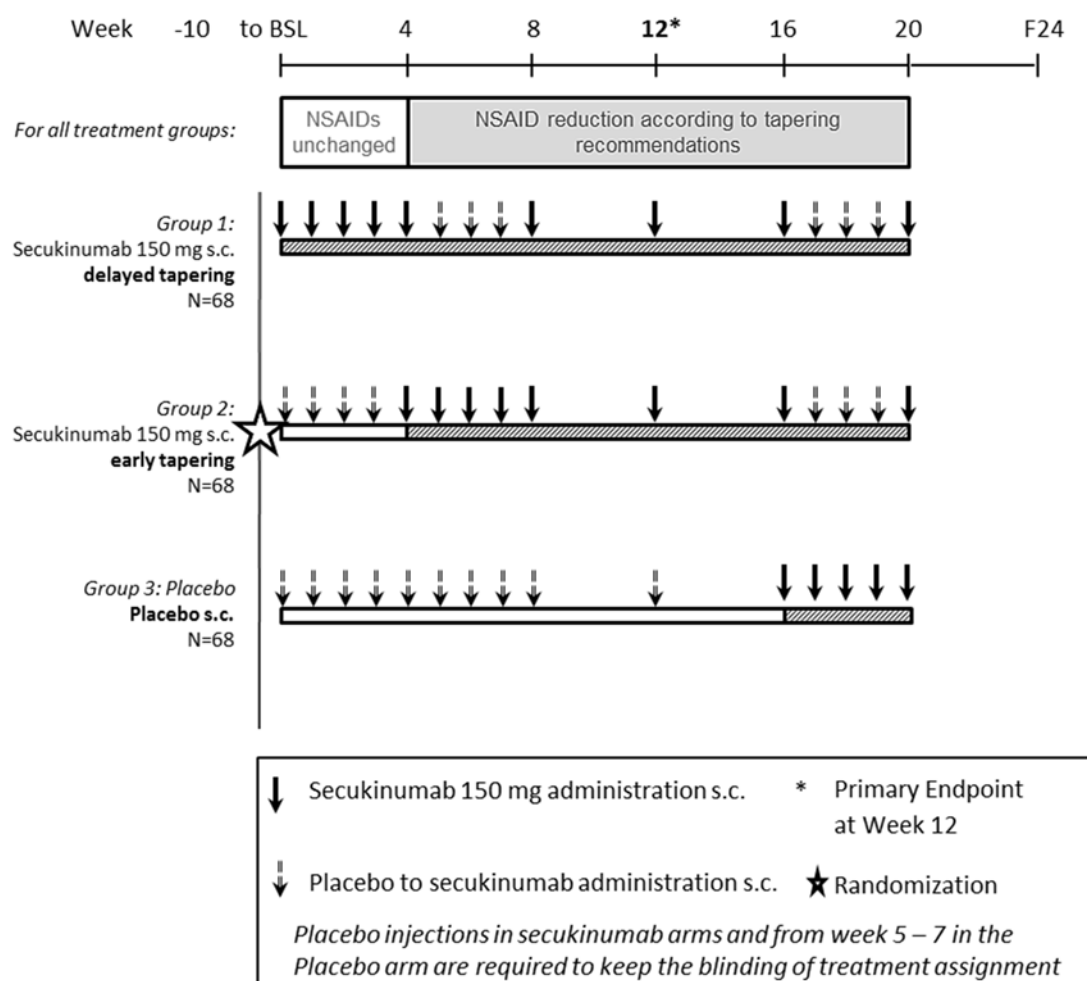 Week -10 to BSL 4 8 12* 16 20 F24
For all treatment groups:
NSAIDs
unchanged
NSAID reduction according to tapering
recommendations
Group 1:
Secukinumab 150 mg s.c.
delayed tapering
N=68
Group 2:
Secukinumab 150 mg s.c.
early tapering
N=68
Group 3: Placebo
Placebo s.c.
N=68
Secukinumab 150 mg administration s.c.
* Primary Endpoint
at Week 12
Placebo to secukinumab administration s.c.
Randomization
Placebo injections in secukinumab arms and from week 5 – 7 in the
Placebo arm are required to keep the blinding of treatment assignment